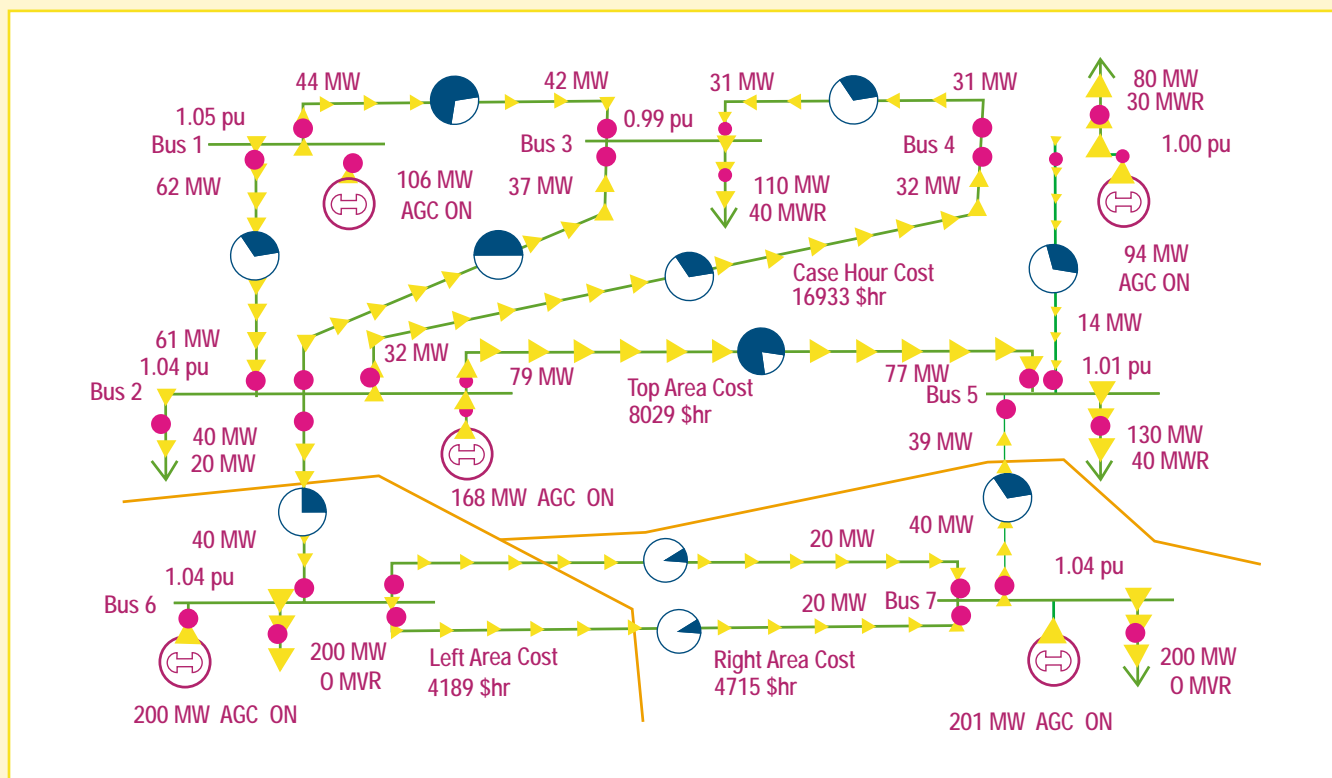 44 MW
42 MW
31 MW
31 MW
80 MW
30 MWR
1.05 pu
Bus 1
0.99 pu
Bus 3
Bus 4
1.00 pu
62 MW
106 MW
AGC ON
37 MW
110 MW
40 MWR
32 MW
94 MW
AGC ON
Case Hour Cost
16933 $hr
14 MW
61 MW
1.04 pu
Bus 2
32 MW
79 MW
Top Area Cost
8029 $hr
77 MW
1.01 pu
Bus 5
40 MW
20 MW
39 MW
130 MW
40 MWR
168 MW AGC ON
40 MW
40 MW
20 MW
1.04 pu
Bus 6
1.04 pu
Bus 7
20 MW
200 MW
O MVR
Left Area Cost
4189 $hr
Right Area Cost
4715 $hr
200 MW
O MVR
200 MW AGC ON
201 MW AGC ON